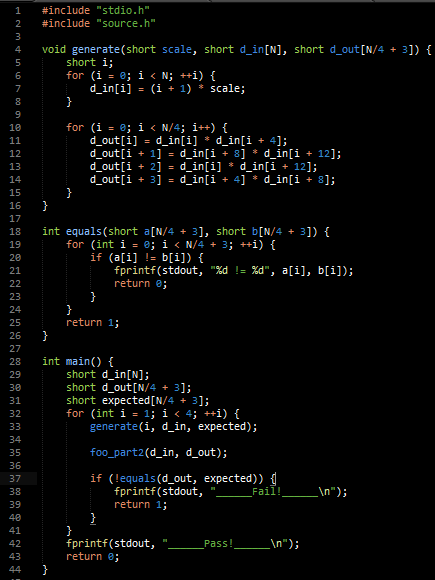 1 #include "stdio.h"
2 #include "source.h"
3
4 void generate(short scale, short d_in[N], short d_out[N/4 + 3]) {
5     short i;
6     for (i = 0; i < N; ++i) {
7         d_in[i] = (i + 1) * scale;
8     }
9
10     for (i = 0; i < N/4; i++) {
11         d_out[i] = d_in[i] * d_in[i + 4];
12         d_out[i + 1] = d_in[i + 8] * d_in[i + 12];
13         d_out[i + 2] = d_in[i] * d_in[i + 12];
14         d_out[i + 3] = d_in[i + 4] * d_in[i + 8];
15     }
16 }
17
18 int equals(short a[N/4 + 3], short b[N/4 + 3]) {
19     for (int i = 0; i < N/4 + 3; ++i) {
20         if (a[i] != b[i]) {
21             fprintf(stdout, "%d != %d", a[i], b[i]);
22             return 0;
23         }
24     }
25     return 1;
26 }
27
28 int main() {
29     short d_in[N];
30     short d_out[N/4 + 3];
31     short expected[N/4 + 3];
32     for (int i = 1; i < 4; ++i) {
33         generate(i, d_in, expected);
34
35         foo_part2(d_in, d_out);
36
37         if (!equals(d_out, expected)) {
38             fprintf(stdout, "______Fail!______\n");
39             return 1;
40         }
41     }
42     fprintf(stdout, "______Pass!______\n");
43     return 0;
44 }